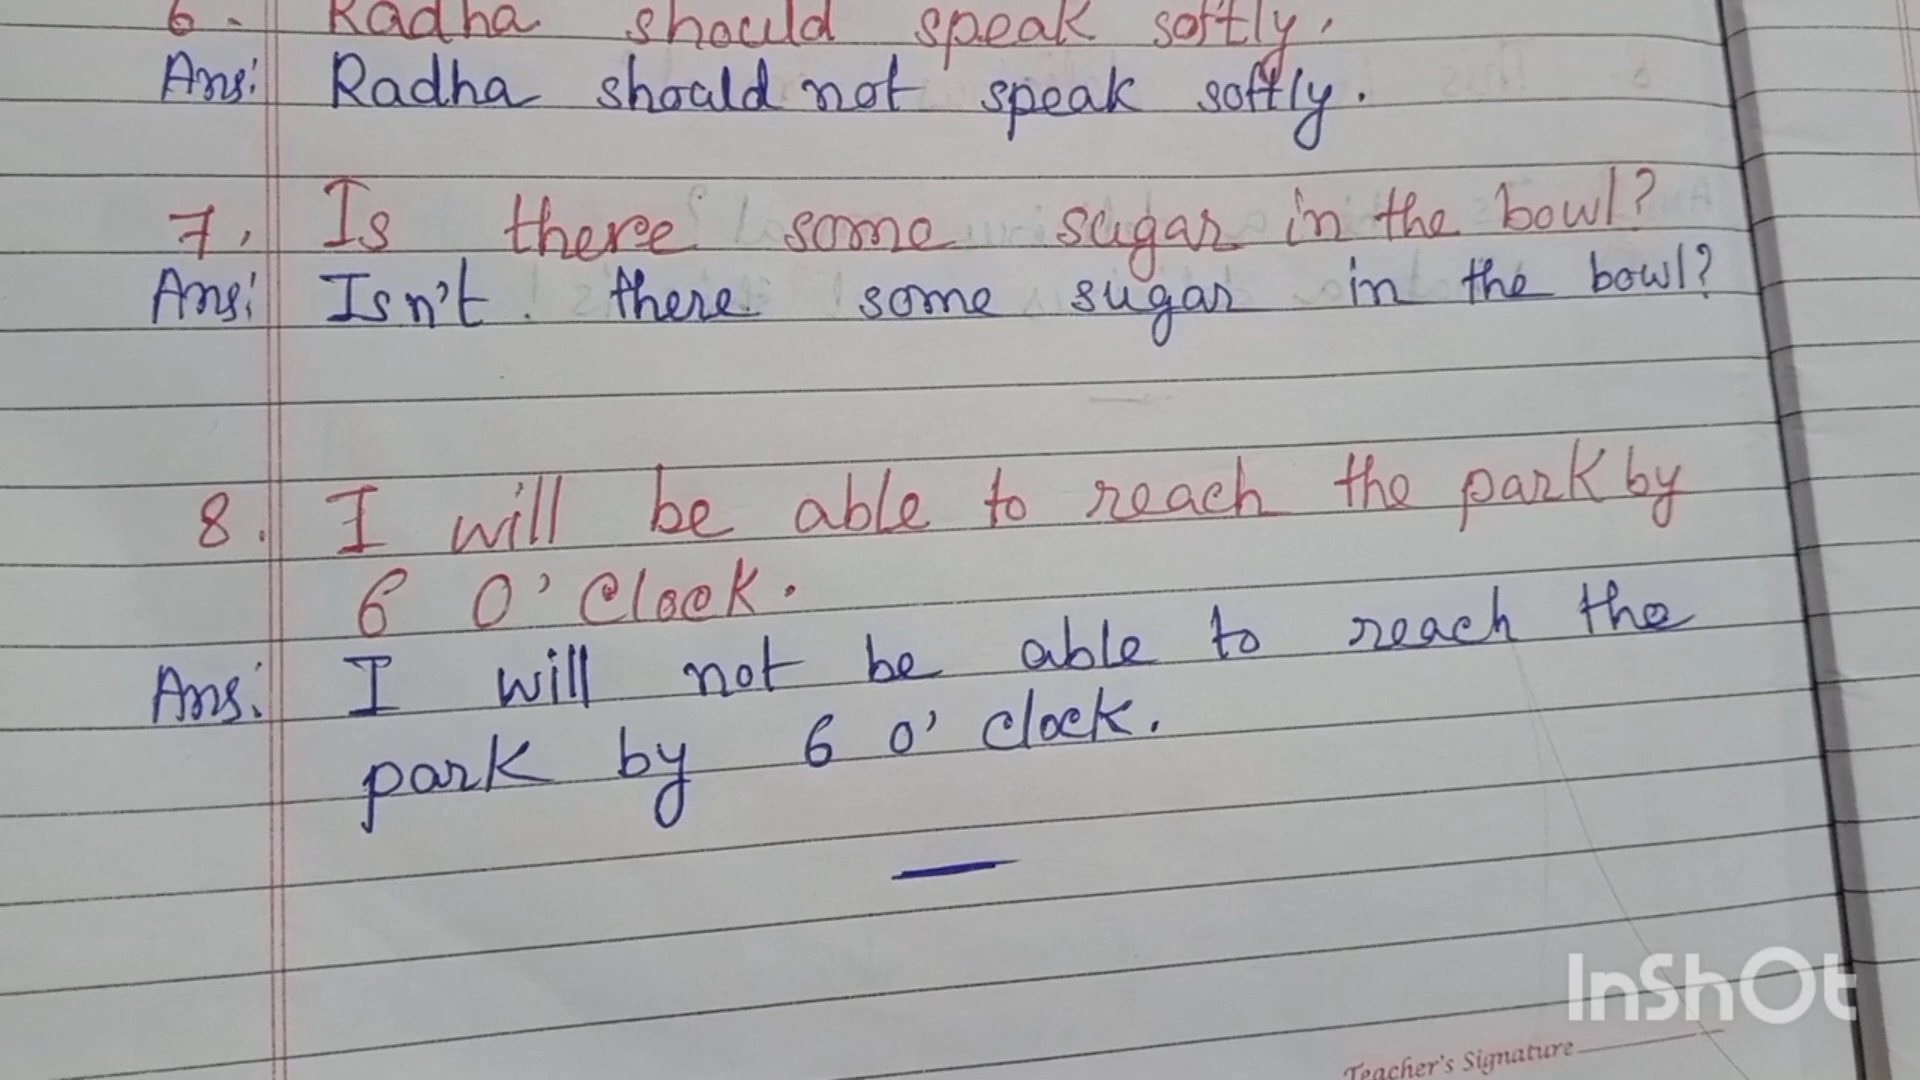 6. Radha should speak softly.
Ans: Radha should not speak softly.
7. Is there some sugar in the bowl?
Ans: Isn't there some sugar in the bowl?
8. I will be able to reach the park by
6 O'Clock.
Ans: I will not be able to reach the
park by 6 o'clock.
InShOt
Teacher's Signature